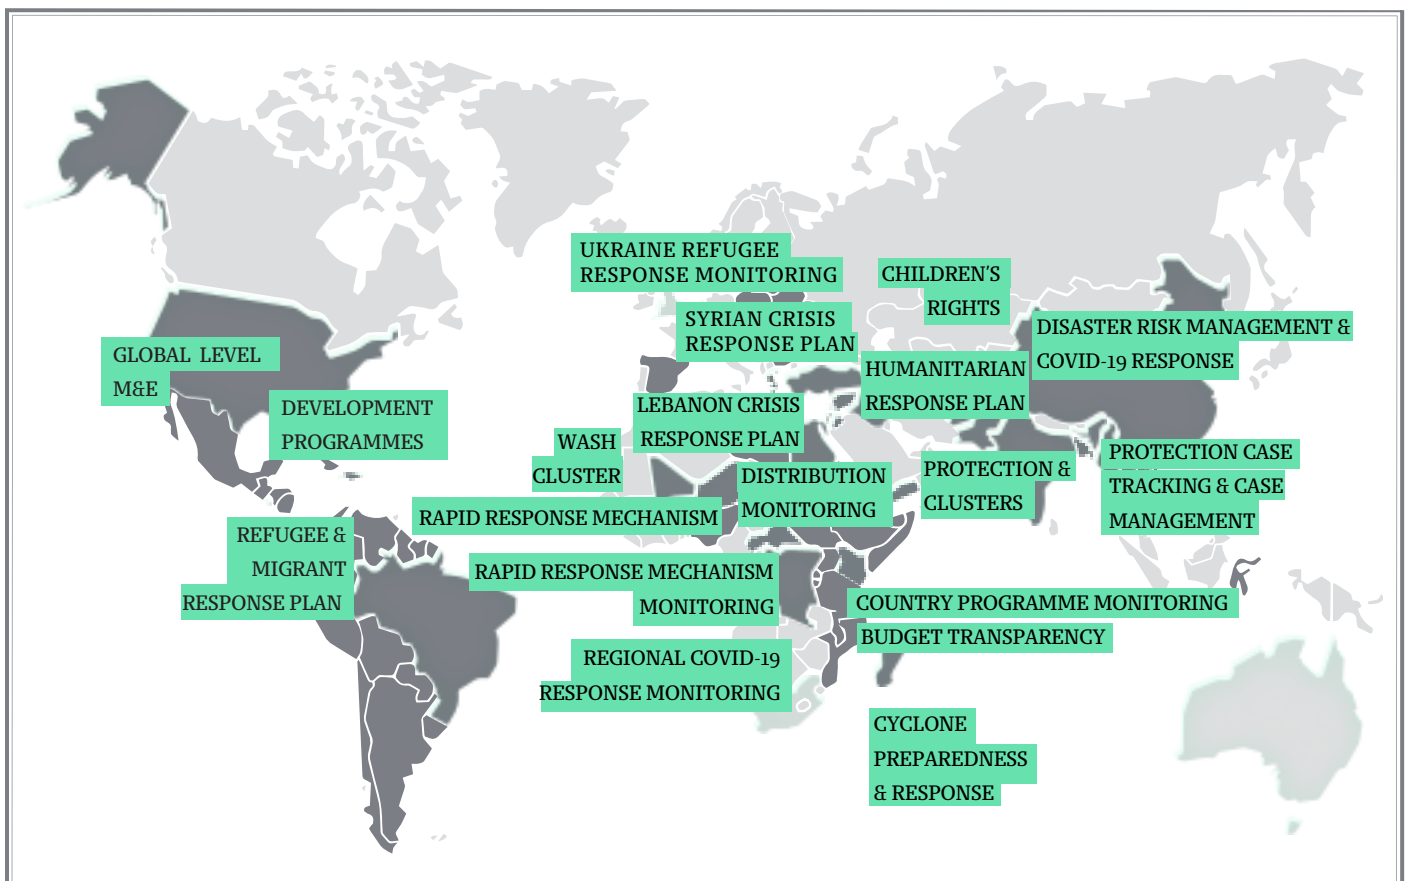 UKRAINE REFUGEE
RESPONSE MONITORING
CHILDREN'S
RIGHTS
SYRIAN CRISIS
RESPONSE PLAN
DISASTER RISK MANAGEMENT &
COVID-19 RESPONSE
GLOBAL LEVEL
M&E
HUMANITARIAN
RESPONSE PLAN
DEVELOPMENT
PROGRAMMES
LEBANON CRISIS
RESPONSE PLAN
WASH
CLUSTER
PROTECTION CASE
TRACKING & CASE
MANAGEMENT
DISTRIBUTION
MONITORING
PROTECTION &
CLUSTERS
RAPID RESPONSE MECHANISM
REFUGEE &
MIGRANT
RESPONSE PLAN
RAPID RESPONSE MECHANISM
MONITORING
COUNTRY PROGRAMME MONITORING
BUDGET TRANSPARENCY
REGIONAL COVID-19
RESPONSE MONITORING
CYCLONE
PREPAREDNESS
& RESPONSE